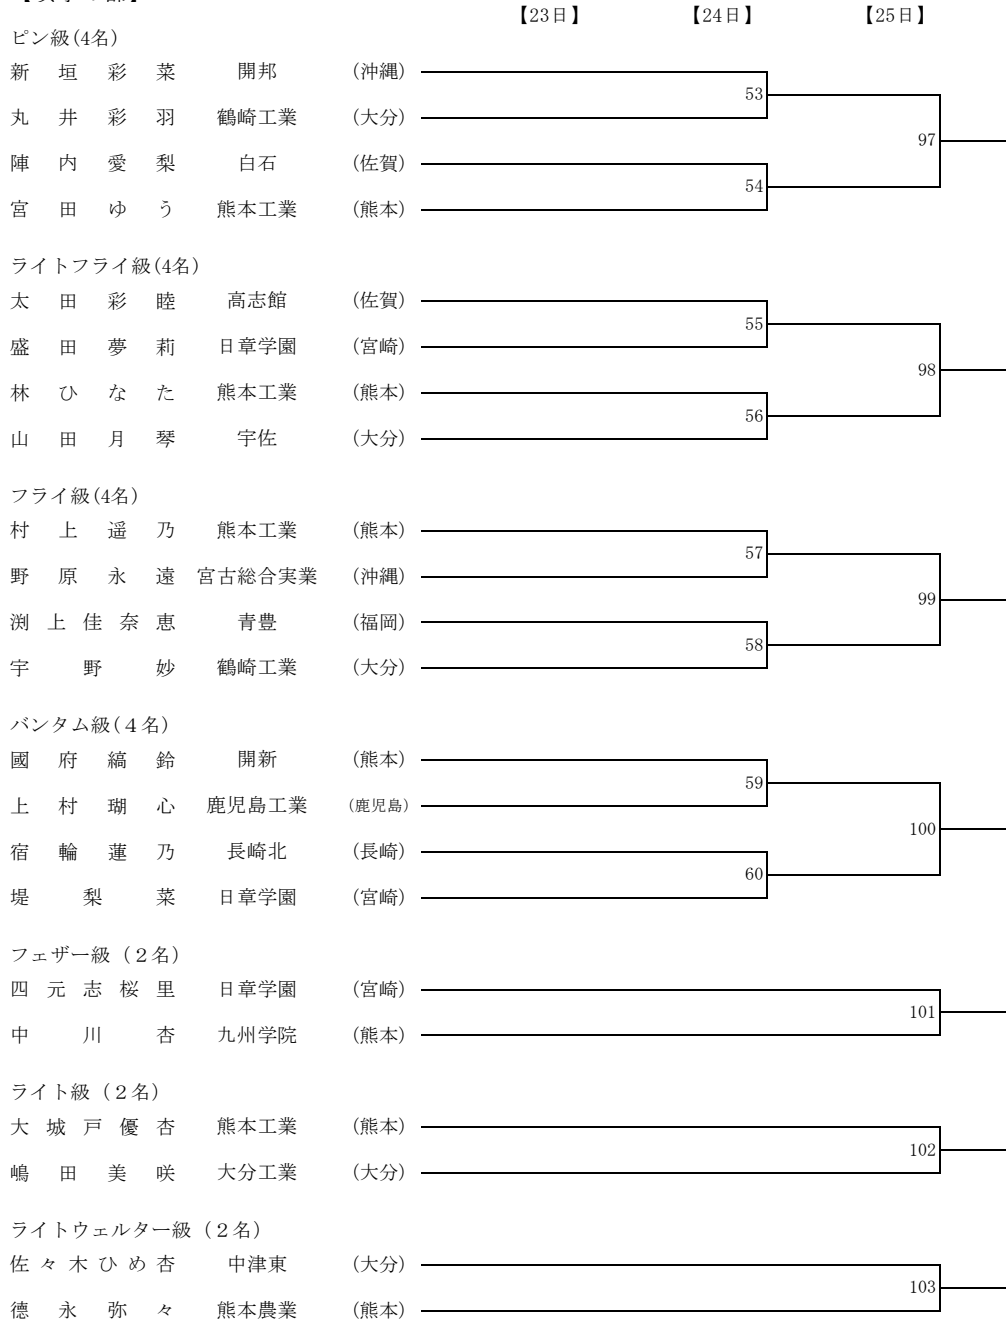 【23日】 【24日】 【25日】
ピン級(4名)
新垣彩菜 開邦 (沖縄)
53
丸井彩羽 鶴崎工業 (大分)
97
陣内愛梨 白石 (佐賀)
54
宮田ゆう 熊本工業 (熊本)
ライトフライ級(4名)
太田彩睦 高志館 (佐賀)
55
盛田夢莉 日章学園 (宮崎)
98
林ひなた 熊本工業 (熊本)
56
山田月琴 宇佐 (大分)
フライ級(4名)
村上遥乃 熊本工業 (熊本)
57
野原永遠 宮古総合実業 (沖縄)
99
渕上佳奈恵 青豊 (福岡)
58
宇野妙 鶴崎工業 (大分)
バンタム級(４名)
國府縞鈴 開新 (熊本)
59
上村瑚心 鹿児島工業 (鹿児島)
100
宿輪蓮乃 長崎北 (長崎)
60
堤梨菜 日章学園 (宮崎)
フェザー級（２名）
四元志桜里 日章学園 (宮崎)
101
中川杏 九州学院 (熊本)
ライト級（２名）
大城戸優杏 熊本工業 (熊本)
102
嶋田美咲 大分工業 (大分)
ライトウェルター級（２名）
佐々木ひめ杏 中津東 (大分)
103
德永弥々 熊本農業 (熊本)